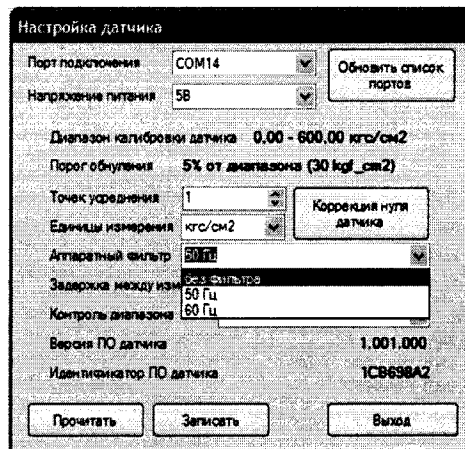 Настройка датчика
Порт подключения COM14
Обновить список портов
Напряжение питания 5В
Диапазон калибровки датчика 0,00 - 600,00 кгс/см2
Порог обнуления 5% от диапазона (30 kgf_cm2)
Точек усреднения 1
Коррекция нуля датчика
Единицы измерения кгс/см2
Аппаратный фильтр 50 Гц
без Фильтра
Задержка между изм
50 Гц
60 Гц
Контроль диапазона
Версия ПО датчика 1.001.000
Идентификатор ПО датчика 1CB698A2
Прочитать Записать Выход